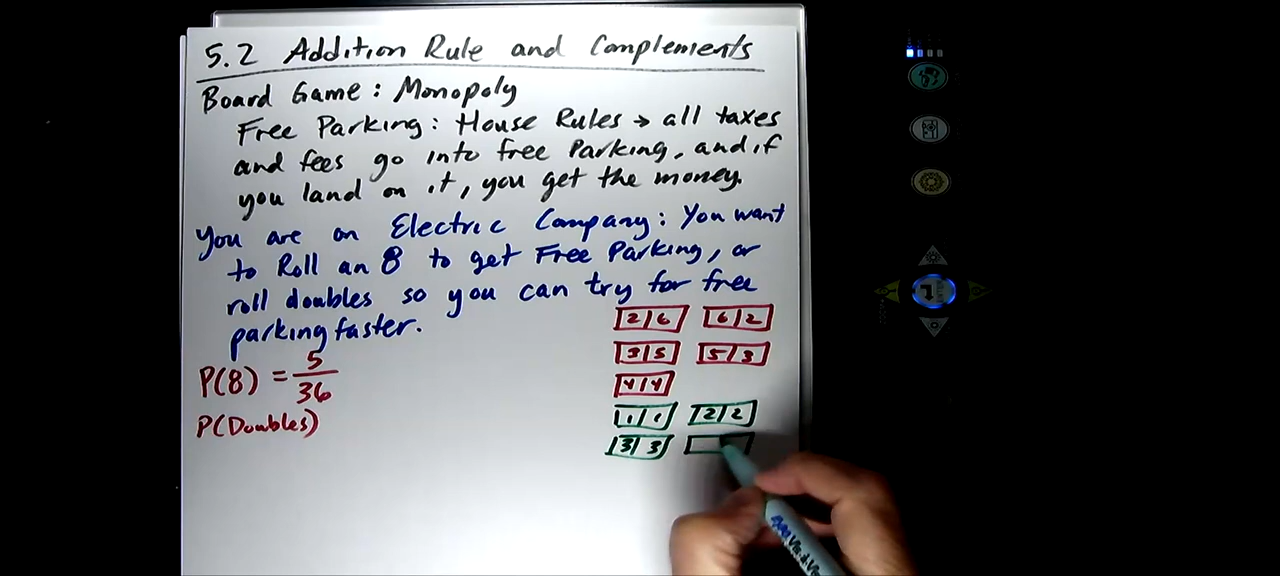 5.2 Addition Rule and Complements
Board Game: Monopoly
Free Parking: House Rules → all taxes
and fees go into free Parking, and if
you land on it, you get the money.
You are on Electric Company: You want
to Roll an 8 to get Free Parking, or
roll doubles so you can try for free
parking faster.
2|6 6|2
3|5 5|3
4|4
P(8) = 5/36
1|1 2|2
P(Doubles)
3|3